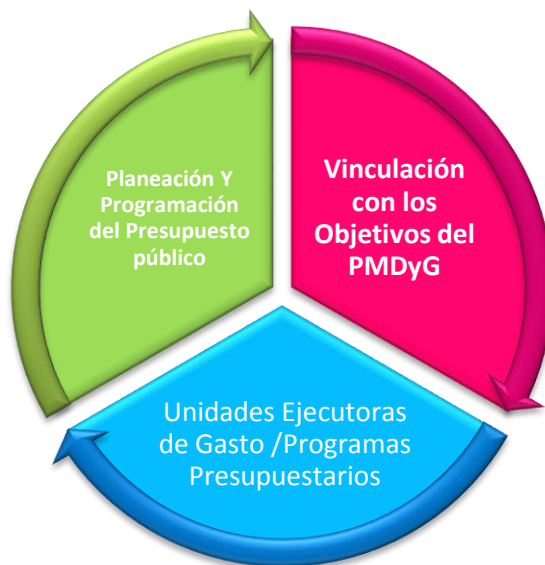 Planeación Y
Programación
del Presupuesto
público
Vinculación
con los
Objetivos del
PMDyG
Unidades Ejecutoras
de Gasto /Programas
Presupuestarios